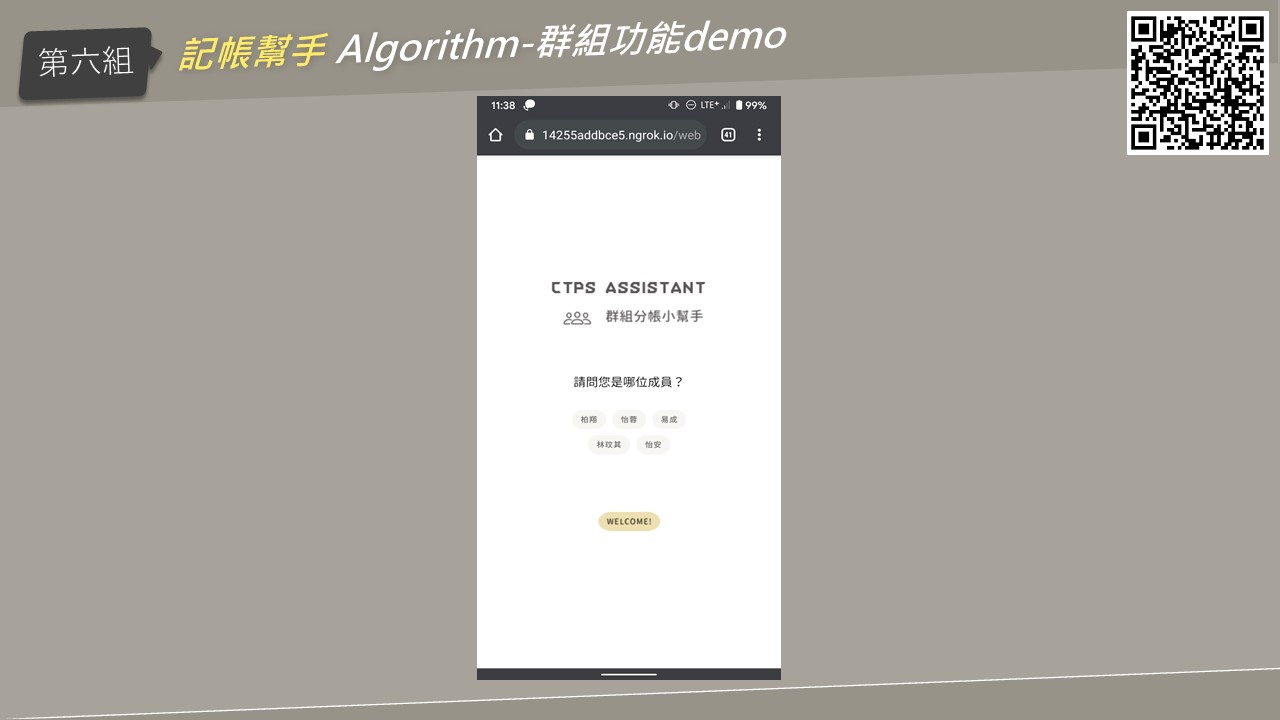 第六組
記帳幫手 Algorithm-群組功能demo
11:38
LTE+
99%
14255addbce5.ngrok.io/web
41
CTPS ASSISTANT
群組分帳小幫手
請問您是哪位成員？
柏翔 怡蓉 易成
林玟其 怡安
WELCOME!